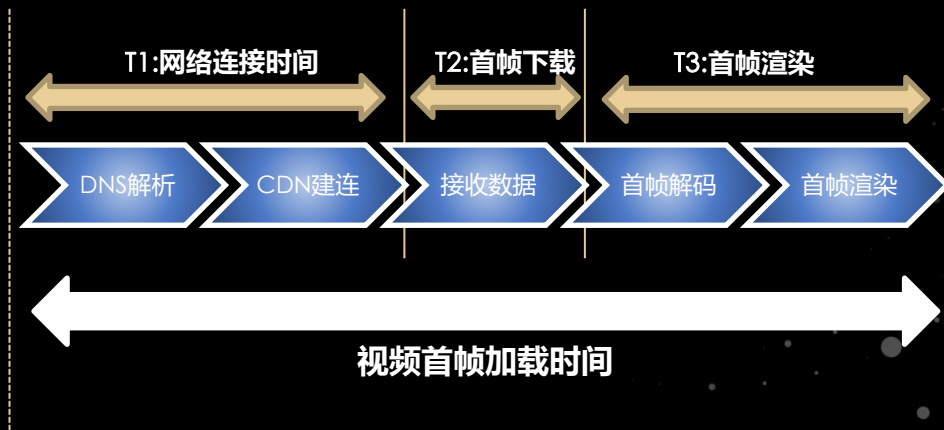 T1:网络连接时间
T2:首帧下载
T3:首帧渲染
DNS解析
CDN建连
接收数据
首帧解码
首帧渲染
视频首帧加载时间